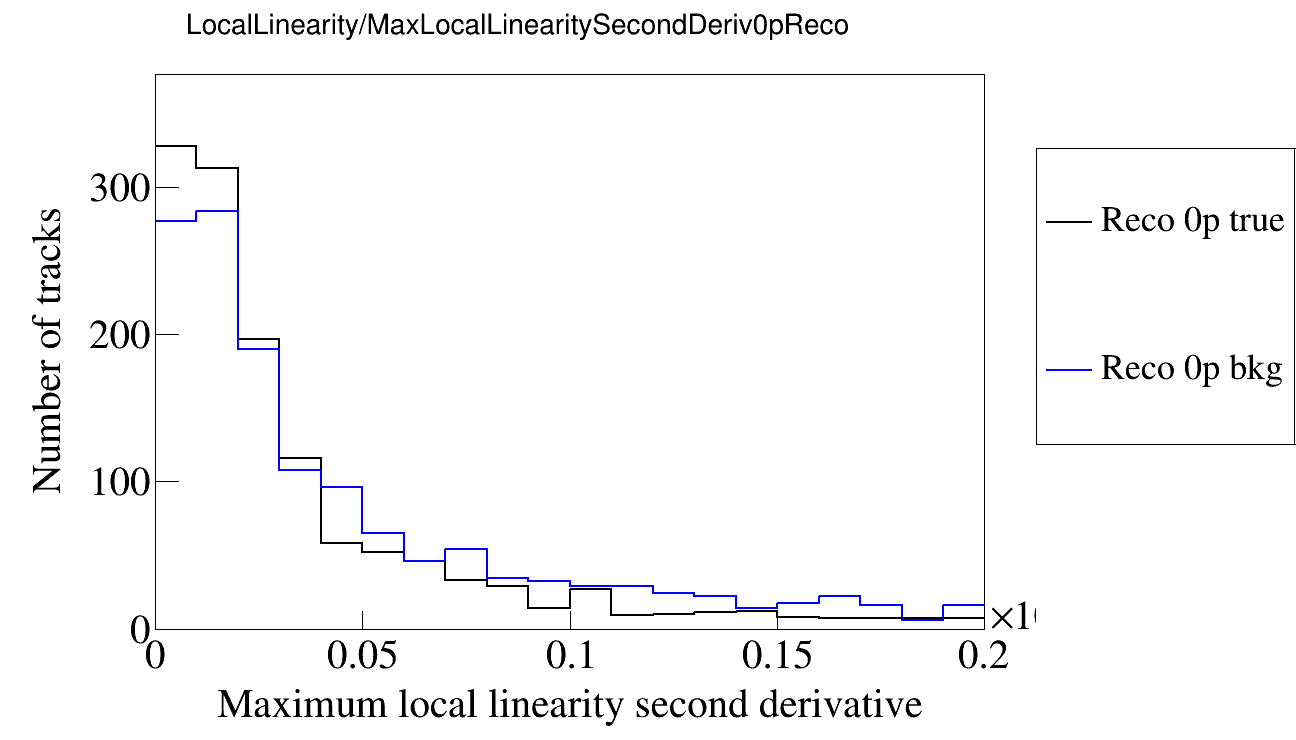 LocalLinearity/MaxLocalLinearitySecondDeriv0pReco
Number of tracks
300
200
100
0
0 0.05 0.1 0.15 0.2
Maximum local linearity second derivative
Reco 0p true
Reco 0p bkg